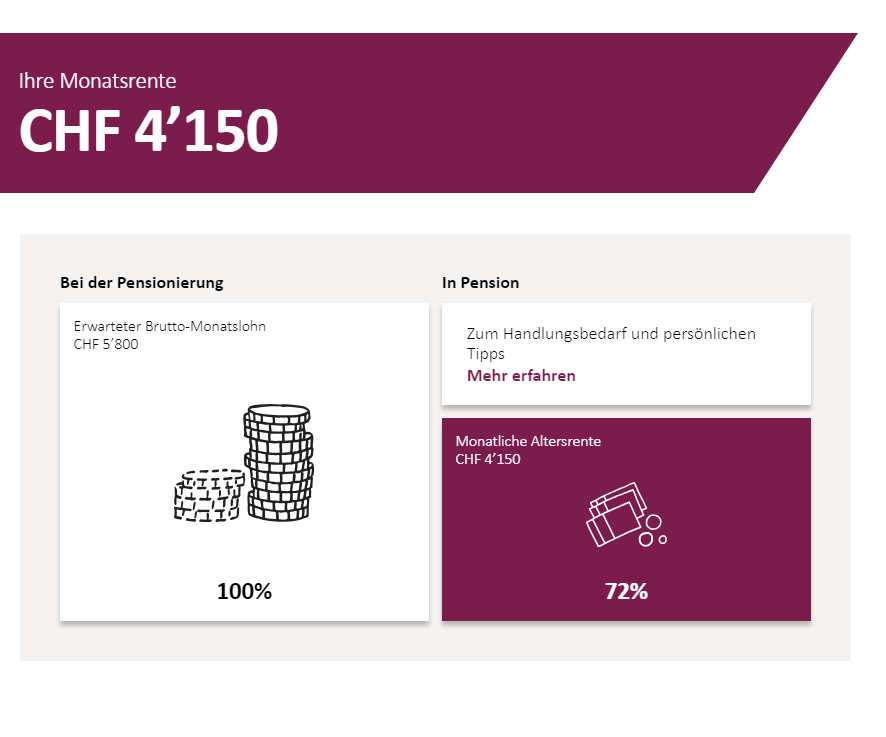 Ihre Monatsrente
CHF 4’150
Bei der Pensionierung
Erwarteter Brutto-Monatslohn
CHF 5’800
100%
In Pension
Zum Handlungsbedarf und persönlichen
Tipps
Mehr erfahren
Monatliche Altersrente
CHF 4’150
72%